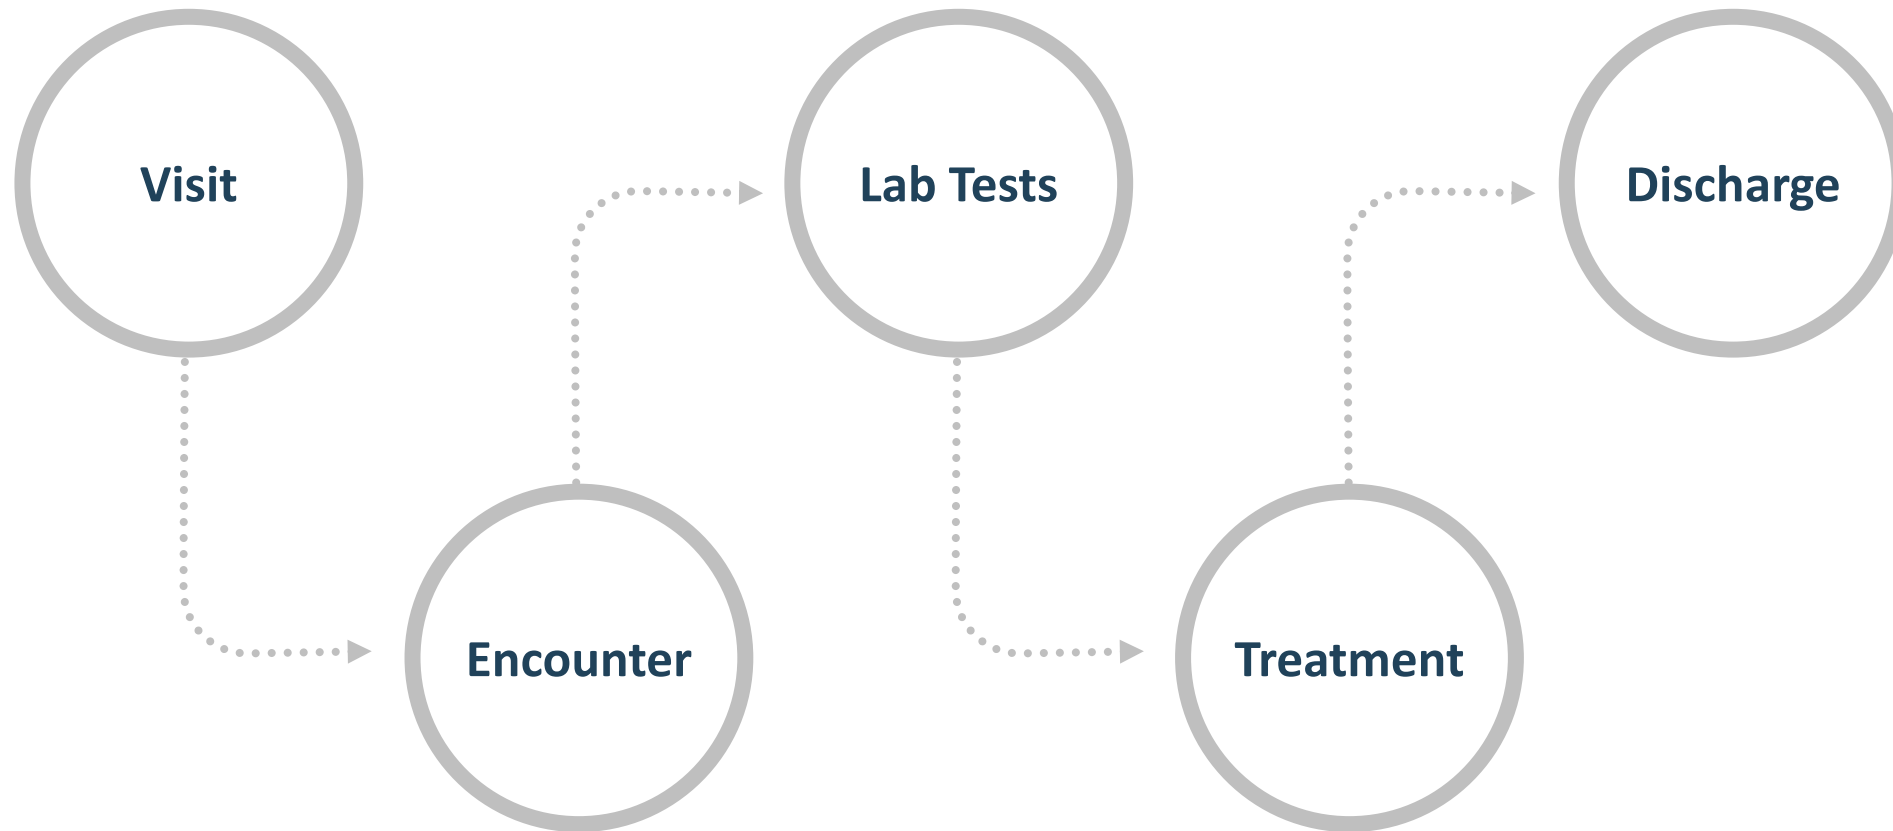 Visit
Encounter
Lab Tests
Treatment
Discharge